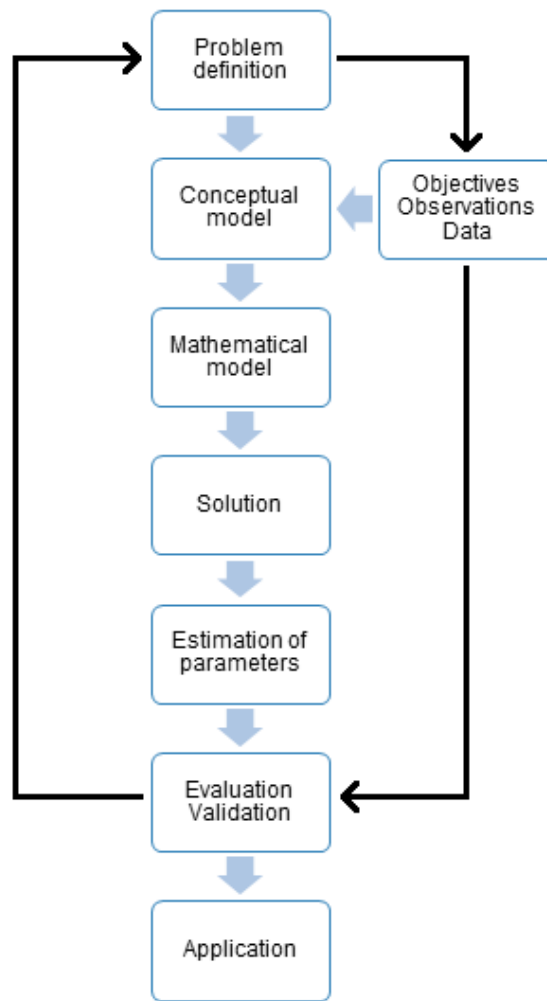 Problem
definition
Conceptual
model
Objectives
Observations
Data
Mathematical
model
Solution
Estimation of
parameters
Evaluation
Validation
Application